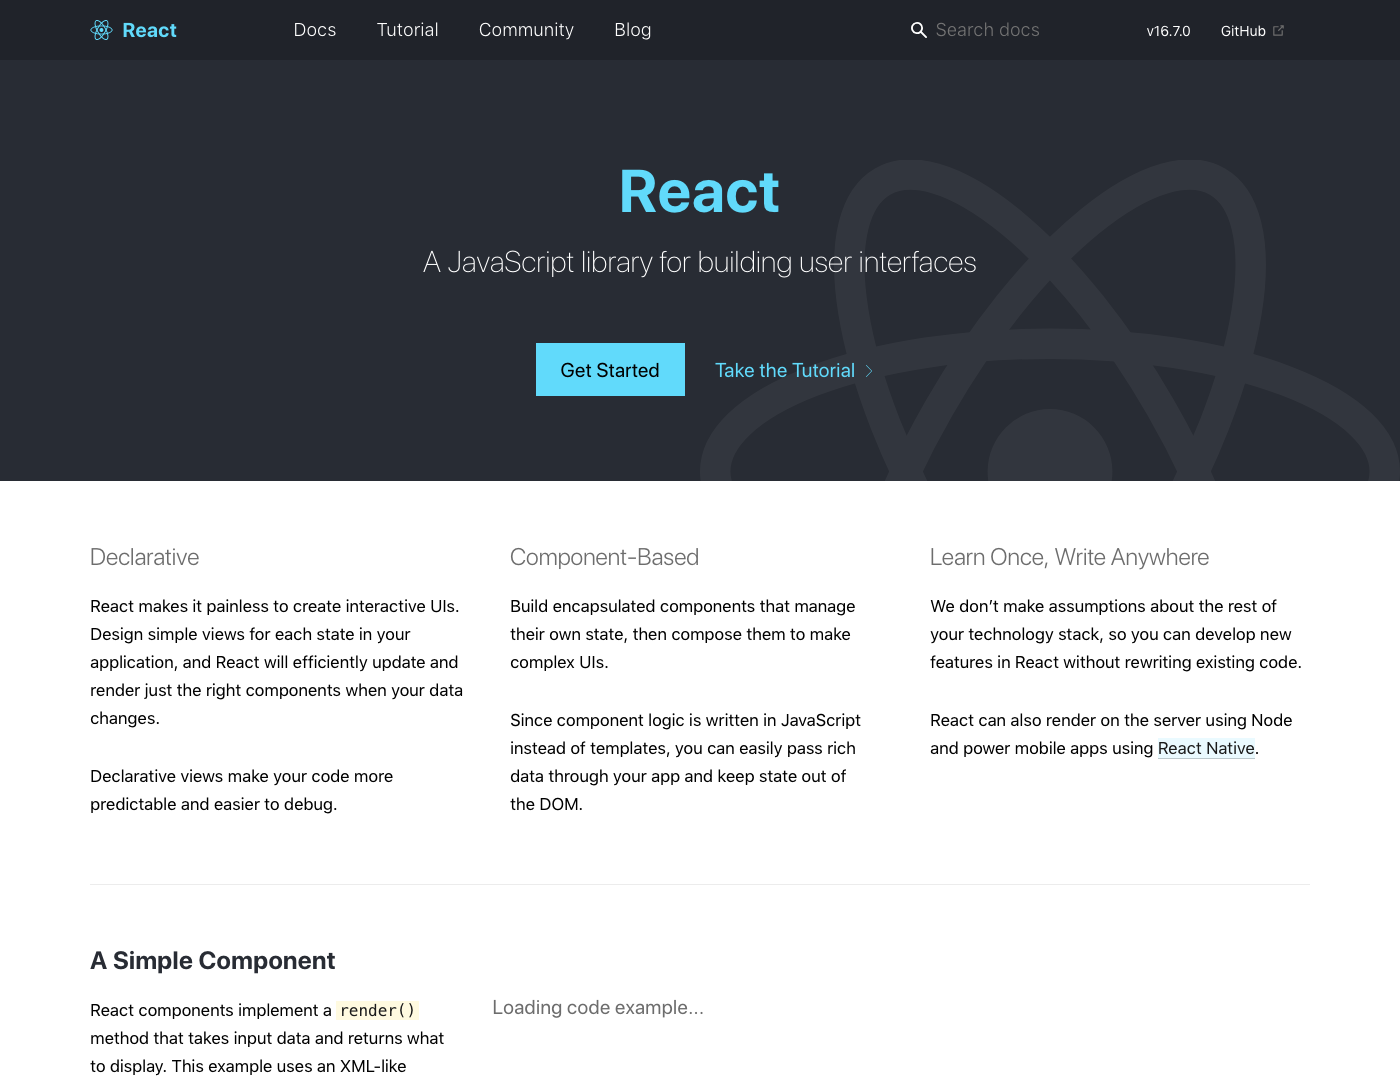 React
Docs
Tutorial
Community
Blog
Search docs
v16.7.0
GitHub
React
A JavaScript library for building user interfaces
Get Started
Take the Tutorial
Declarative
React makes it painless to create interactive UIs.
Design simple views for each state in your
application, and React will efficiently update and
render just the right components when your data
changes.
Declarative views make your code more
predictable and easier to debug.
Component-Based
Build encapsulated components that manage
their own state, then compose them to make
complex UIs.
Since component logic is written in JavaScript
instead of templates, you can easily pass rich
data through your app and keep state out of
the DOM.
Learn Once, Write Anywhere
We don’t make assumptions about the rest of
your technology stack, so you can develop new
features in React without rewriting existing code.
React can also render on the server using Node
and power mobile apps using React Native.
A Simple Component
React components implement a render()
method that takes input data and returns what
to display. This example uses an XML-like
Loading code example...